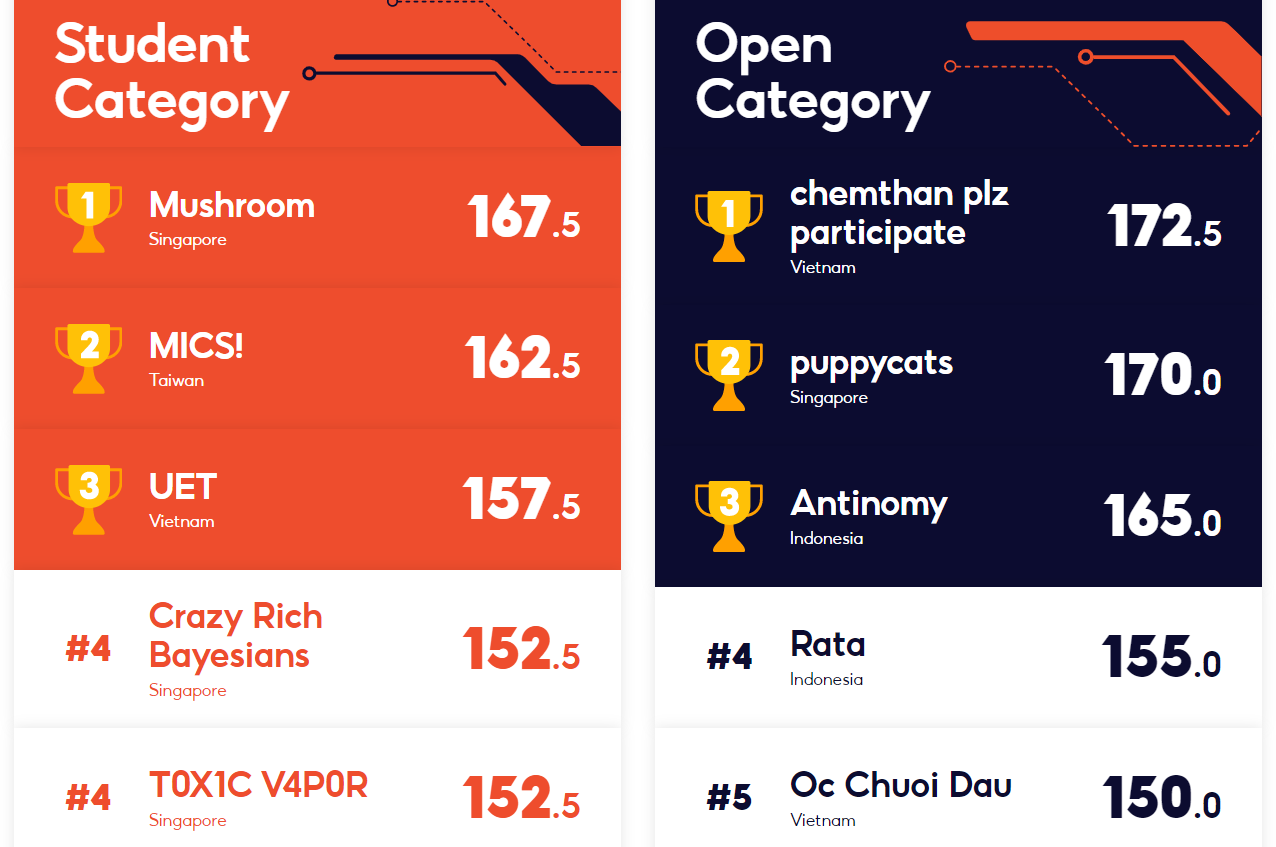 Student
Category
1
Mushroom
167.5
Singapore
2
MICS!
162.5
Taiwan
3
UET
157.5
Vietnam
Crazy Rich
#4
Bayesians
152.5
Singapore
#4
T0X1C V4P0R
152.5
Singapore
Open
Category
1
chemthan plz
participate
172.5
Vietnam
2
puppycats
170.0
Singapore
3
Antinomy
165.0
Indonesia
#4
Rata
155.0
Indonesia
#5
Oc Chuoi Dau
150.0
Vietnam